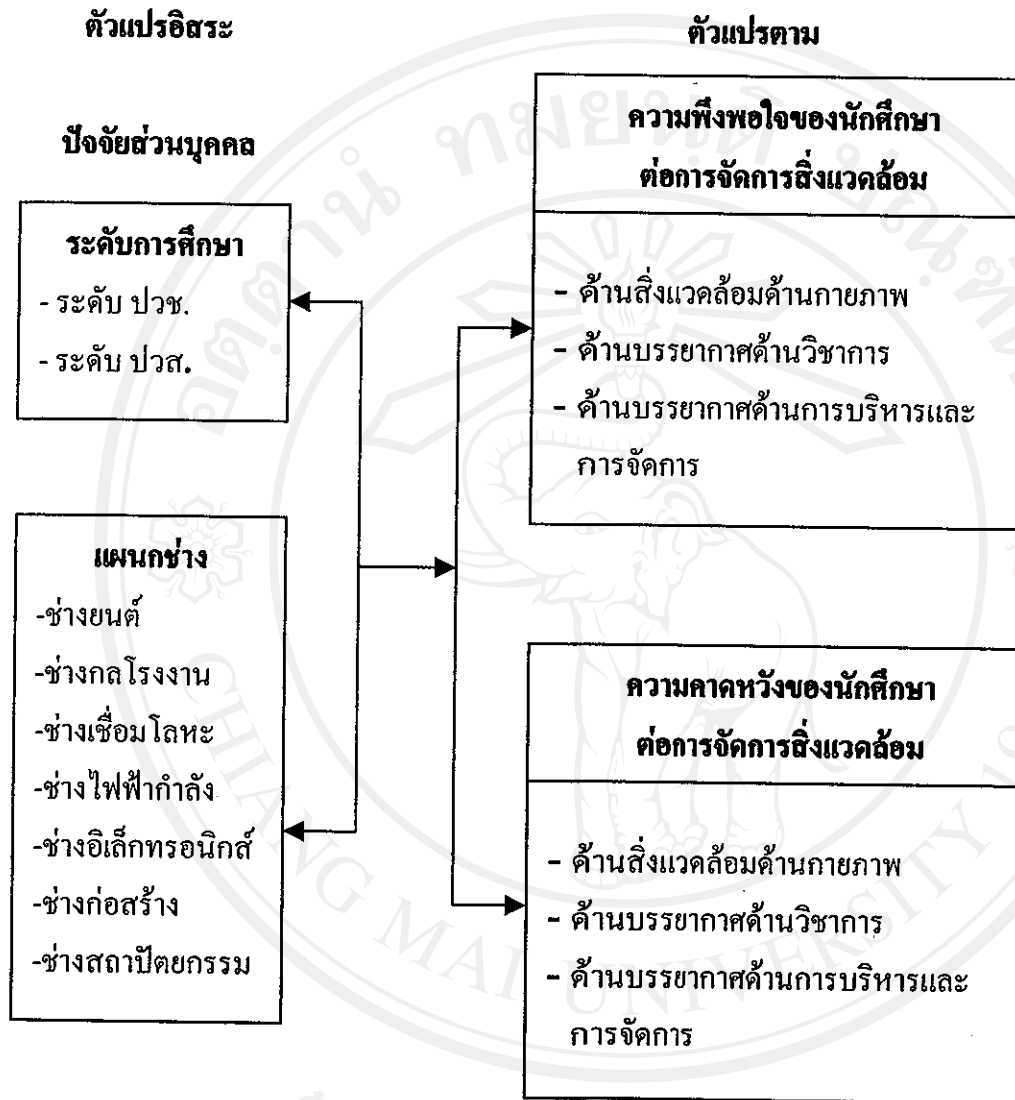 ตัวแปรอิสระ
ปัจจัยส่วนบุคคล
ระดับการศึกษา
- ระดับ ปวช.
- ระดับ ปวส.
แผนกช่าง
-ช่างยนต์
-ช่างกลโรงงาน
-ช่างเชื่อมโลหะ
-ช่างไฟฟ้ากำลัง
-ช่างอิเล็กทรอนิกส์
-ช่างก่อสร้าง
-ช่างสถาปัตยกรรม
ตัวแปรตาม
ความพึงพอใจของนักศึกษา
ต่อการจัดการสิ่งแวดล้อม
- ด้านสิ่งแวดล้อมด้านกายภาพ
- ด้านบรรยากาศด้านวิชาการ
- ด้านบรรยากาศด้านการบริหารและ
การจัดการ
ความคาดหวังของนักศึกษา
ต่อการจัดการสิ่งแวดล้อม
- ด้านสิ่งแวดล้อมด้านกายภาพ
- ด้านบรรยากาศด้านวิชาการ
- ด้านบรรยากาศด้านการบริหารและ
การจัดการ
CHIANG MAI UNIVERSITY